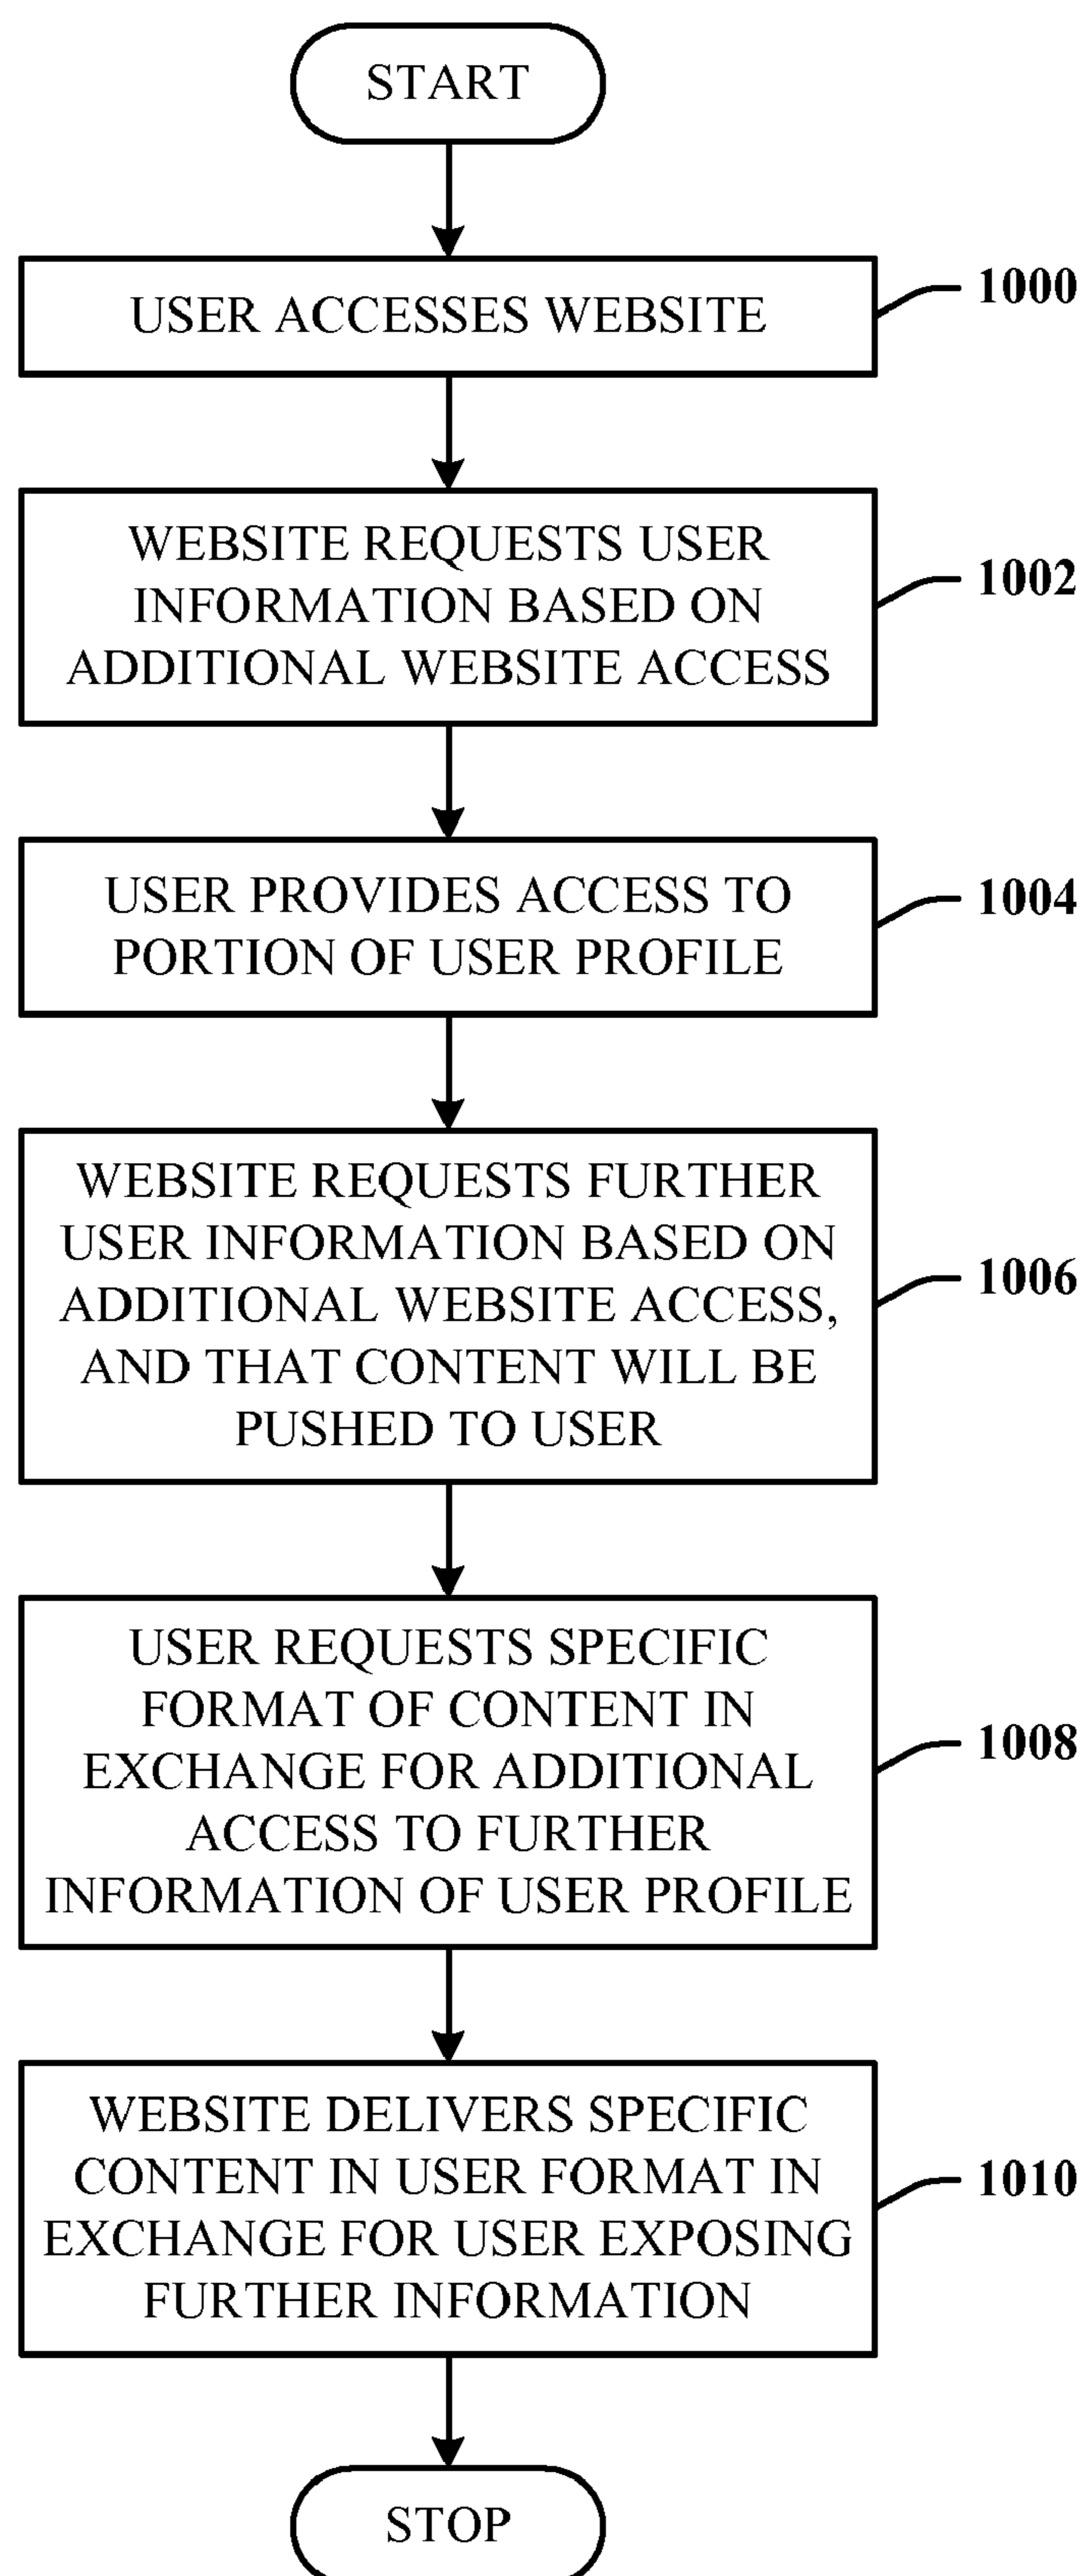 START
USER ACCESSES WEBSITE
1000
WEBSITE REQUESTS USER
INFORMATION BASED ON
ADDITIONAL WEBSITE ACCESS
1002
USER PROVIDES ACCESS TO
PORTION OF USER PROFILE
1004
WEBSITE REQUESTS FURTHER
USER INFORMATION BASED ON
ADDITIONAL WEBSITE ACCESS,
AND THAT CONTENT WILL BE
PUSHED TO USER
1006
USER REQUESTS SPECIFIC
FORMAT OF CONTENT IN
EXCHANGE FOR ADDITIONAL
ACCESS TO FURTHER
INFORMATION OF USER PROFILE
1008
WEBSITE DELIVERS SPECIFIC
CONTENT IN USER FORMAT IN
EXCHANGE FOR USER EXPOSING
FURTHER INFORMATION
1010
STOP